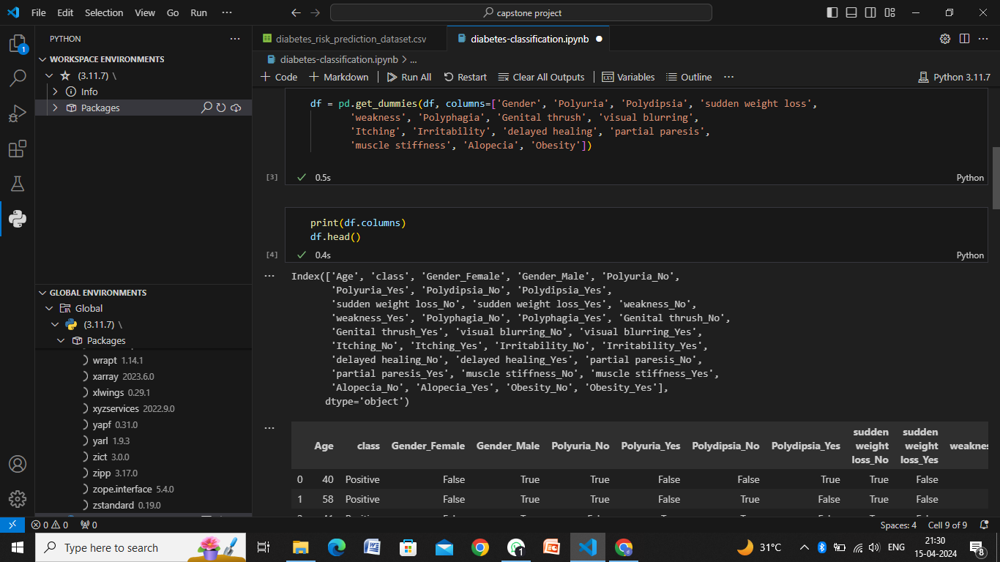 File Edit Selection View Go Run ··· capstone project
PYTHON ···
WORKSPACE ENVIRONMENTS
(3.11.7) \
Info
Packages
GLOBAL ENVIRONMENTS
Global
(3.11.7) \
Packages
wrapt 1.14.1
xarray 2023.6.0
xlwings 0.29.1
xyzservices 2022.9.0
yapf 0.31.0
yarl 1.9.3
zict 3.0.0
zipp 3.17.0
zope.interface 5.4.0
zstandard 0.19.0
1
diabetes_risk_prediction_dataset.csv diabetes-classification.ipynb
diabetes-classification.ipynb > ...
+ Code + Markdown Run All Restart Clear All Outputs Variables Outline ··· Python 3.11.7
df = pd.get_dummies(df, columns=['Gender', 'Polyuria', 'Polydipsia', 'sudden weight loss',
'weakness', 'Polyphagia', 'Genital thrush', 'visual blurring',
'Itching', 'Irritability', 'delayed healing', 'partial paresis',
'muscle stiffness', 'Alopecia', 'Obesity'])
[3] ✓ 0.5s Python
print(df.columns)
df.head()
[4] ✓ 0.4s Python
··· Index(['Age', 'class', 'Gender_Female', 'Gender_Male', 'Polyuria_No',
'Polyuria_Yes', 'Polydipsia_No', 'Polydipsia_Yes',
'sudden weight loss_No', 'sudden weight loss_Yes', 'weakness_No',
'weakness_Yes', 'Polyphagia_No', 'Polyphagia_Yes', 'Genital thrush_No',
'Genital thrush_Yes', 'visual blurring_No', 'visual blurring_Yes',
'Itching_No', 'Itching_Yes', 'Irritability_No', 'Irritability_Yes',
'delayed healing_No', 'delayed healing_Yes', 'partial paresis_No',
'partial paresis_Yes', 'muscle stiffness_No', 'muscle stiffness_Yes',
'Alopecia_No', 'Alopecia_Yes', 'Obesity_No', 'Obesity_Yes'],
dtype='object')
···
Age class Gender_Female Gender_Male Polyuria_No Polyuria_Yes Polydipsia_No Polydipsia_Yes sudden weight loss_No sudden weight loss_Yes
0 40 Positive False True True False False True True False
1 58 Positive False True True False True False True False
0 0 0 Spaces: 4 Cell 9 of 9
Type here to search 1 31°C ENG 21:30
15-04-2024 8